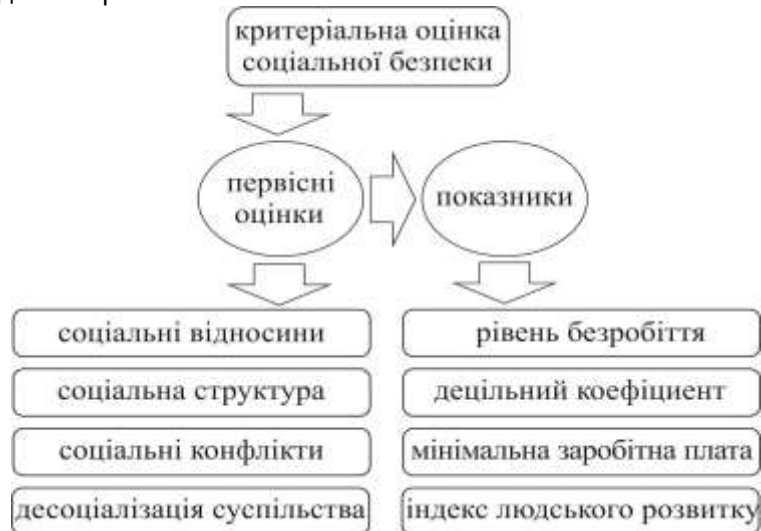 критеріальна оцінка
соціальної безпеки
первісні
оцінки
показники
соціальні відносини
соціальна структура
соціальні конфлікти
десоціалізація суспільства
рівень безробіття
децільний коефіциент
мінімальна заробітна плата
індекс людського розвитку